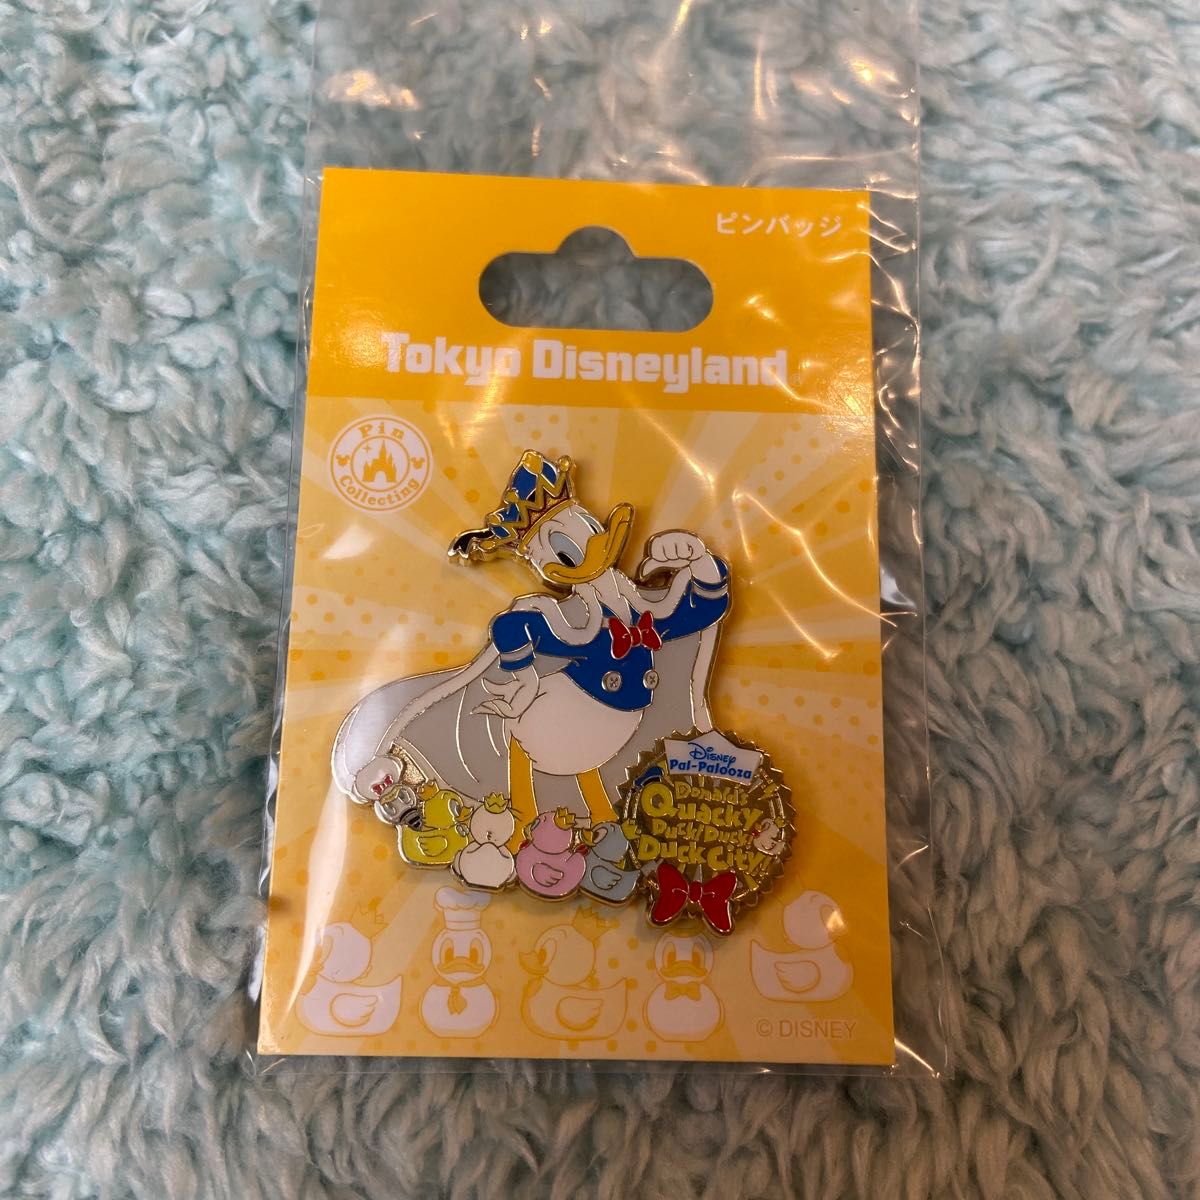 ピンバッジ
Tokyo Disneyland
Pin
Collecting
Disney
Pal-Palooza
Donald's
Quacky
Duck! Duck!
Duck City!
© DISNEY